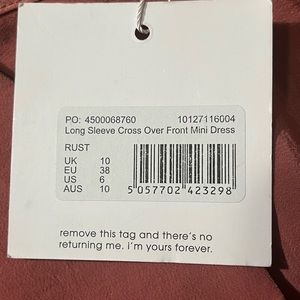 PO: 4500068760 10127116004
Long Sleeve Cross Over Front Mini Dress
RUST
UK 10
EU 38
US 6
AUS 10
5 057702 423298
remove this tag and there's no
returning me. i'm yours forever.